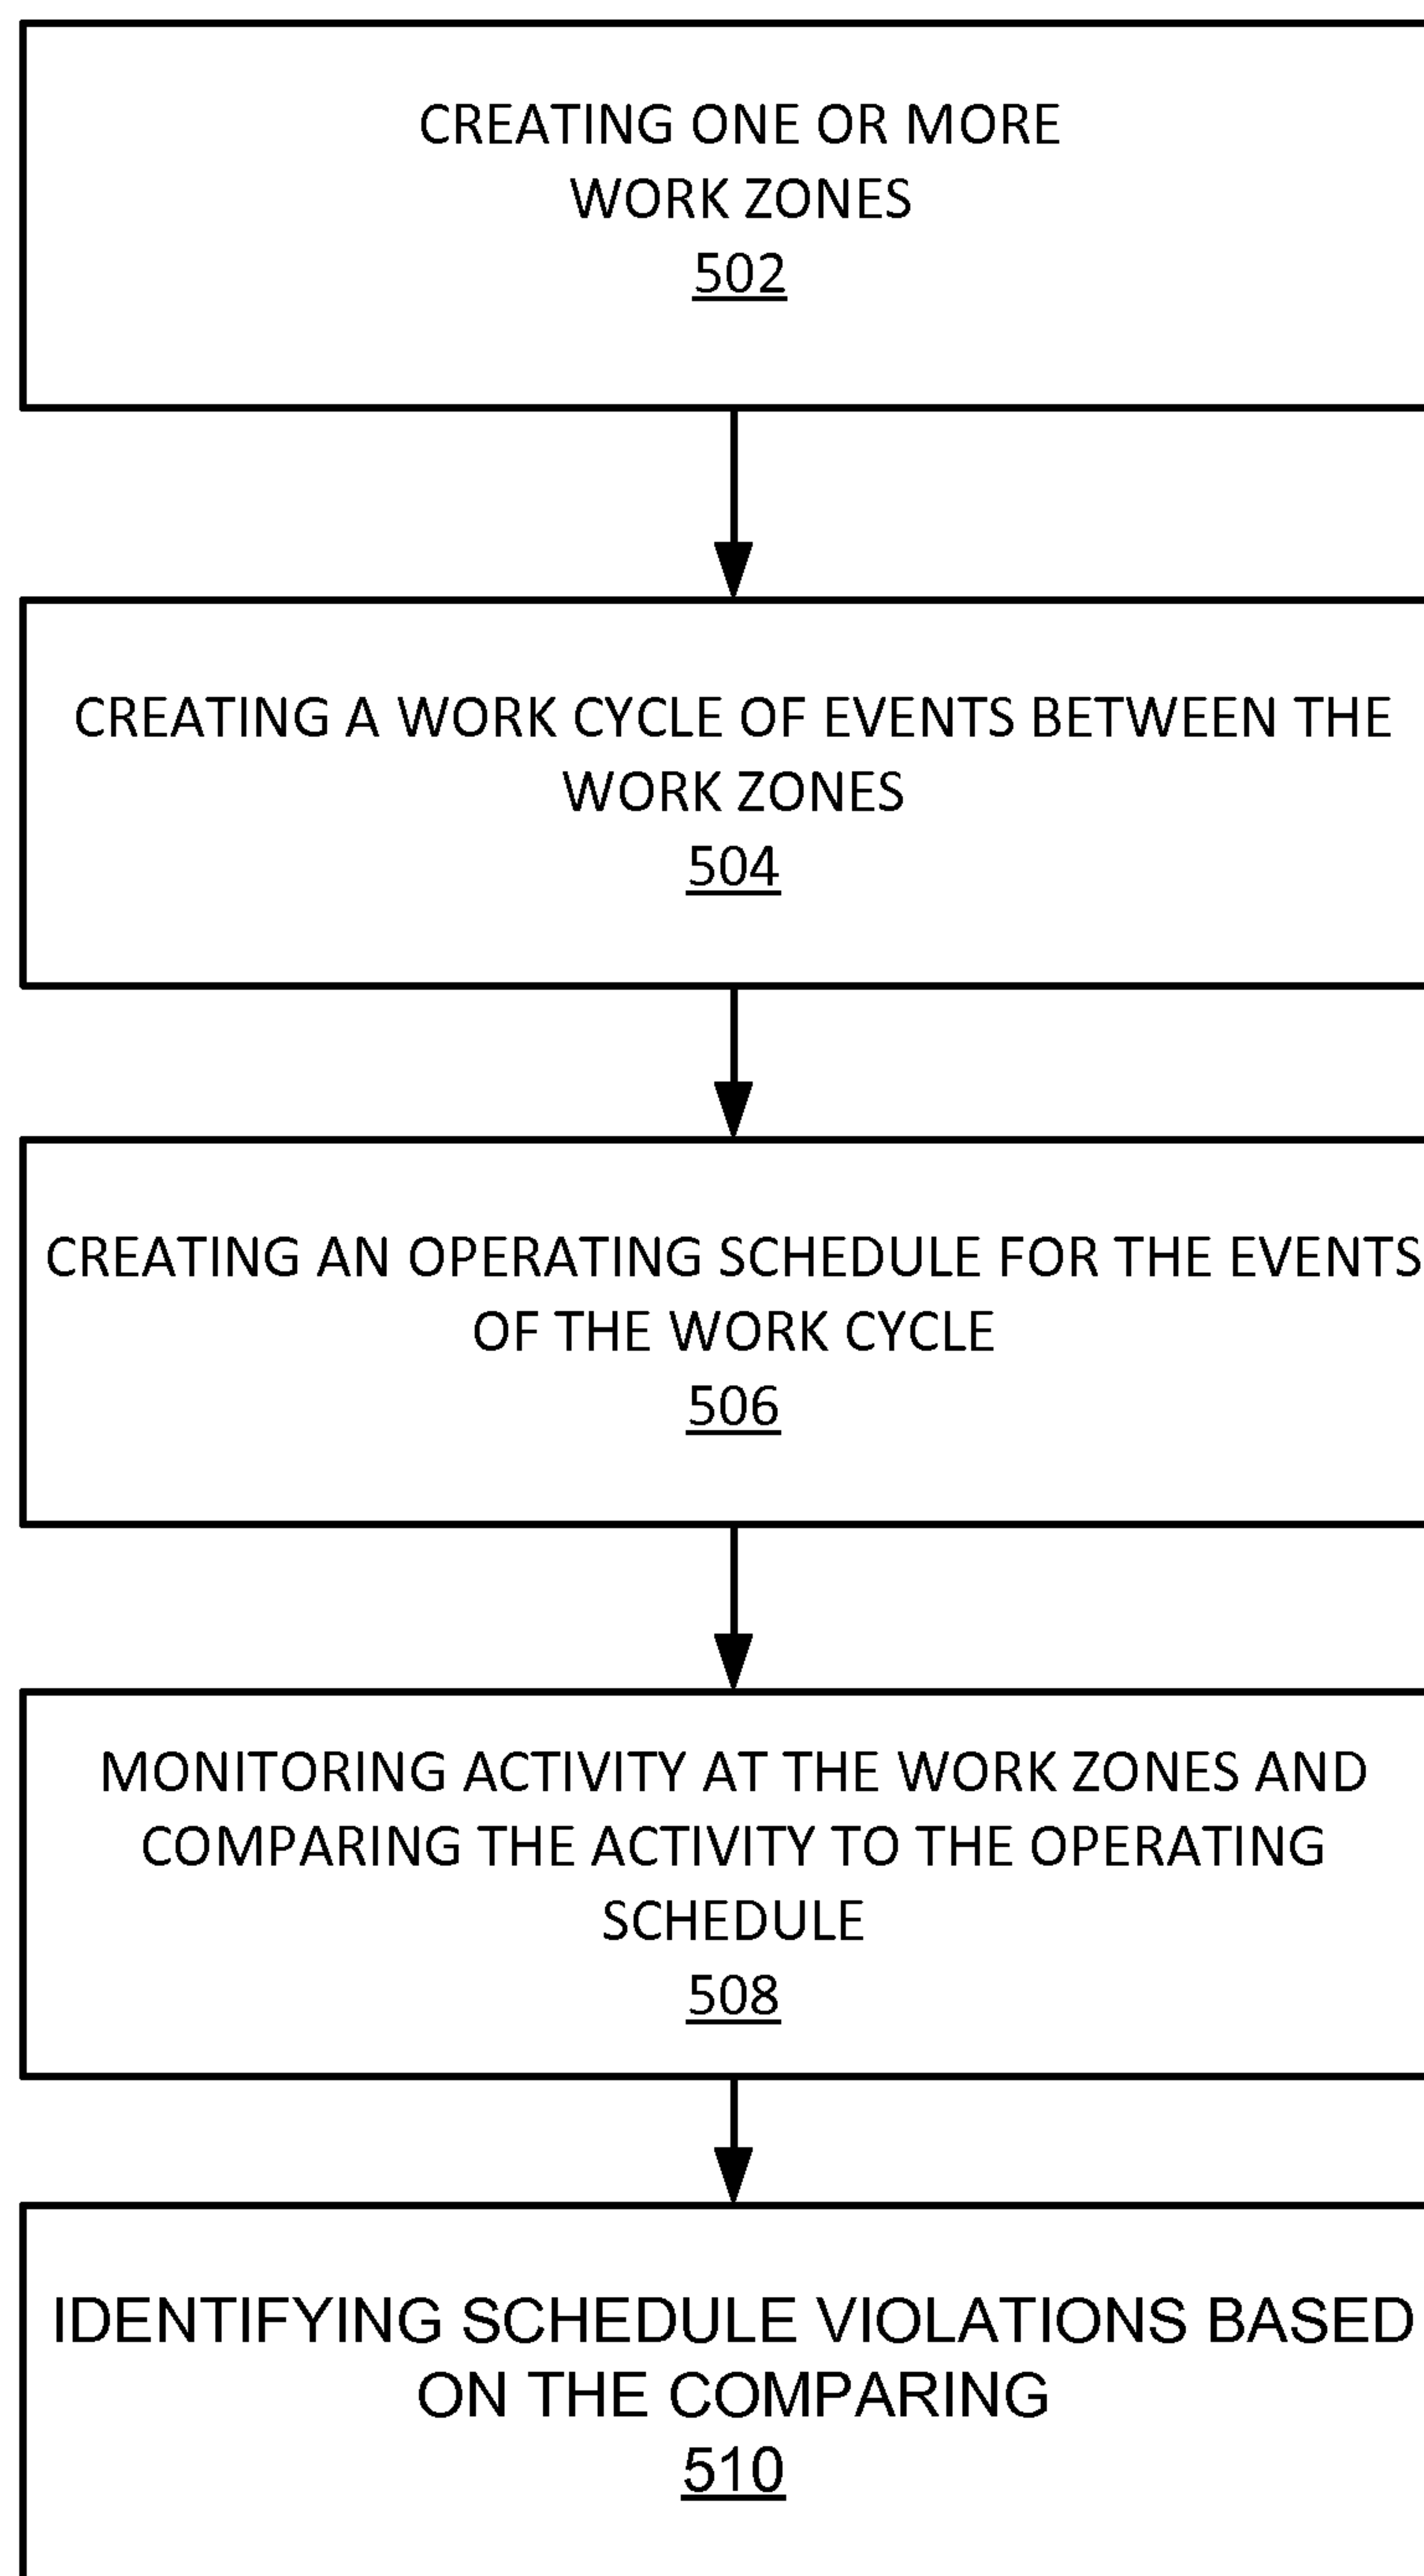 CREATING ONE OR MORE
WORK ZONES
502
CREATING A WORK CYCLE OF EVENTS BETWEEN THE
WORK ZONES
504
CREATING AN OPERATING SCHEDULE FOR THE EVENTS
OF THE WORK CYCLE
506
MONITORING ACTIVITY AT THE WORK ZONES AND
COMPARING THE ACTIVITY TO THE OPERATING
SCHEDULE
508
IDENTIFYING SCHEDULE VIOLATIONS BASED
ON THE COMPARING
510